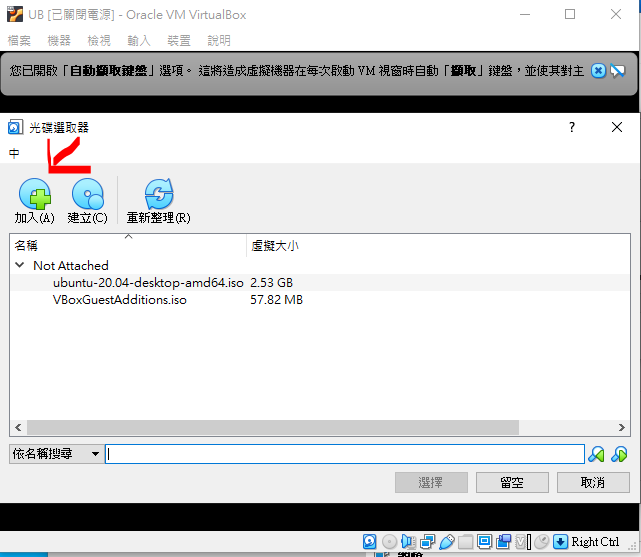 UB [已關閉電源] - Oracle VM VirtualBox
檔案 機器 檢視 輸入 裝置 說明
您已開啟「自動擷取鍵盤」選項。 這將造成虛擬機器在每次啟動 VM 視窗時自動「擷取」鍵盤，並使其對主
光碟選取器 ?
中
加入(A) 建立(C) 重新整理(R)
名稱 虛擬大小
Not Attached
ubuntu-20.04-desktop-amd64.iso 2.53 GB
VBoxGuestAdditions.iso 57.82 MB
依名稱搜尋
選擇 留空 取消
Right Ctrl